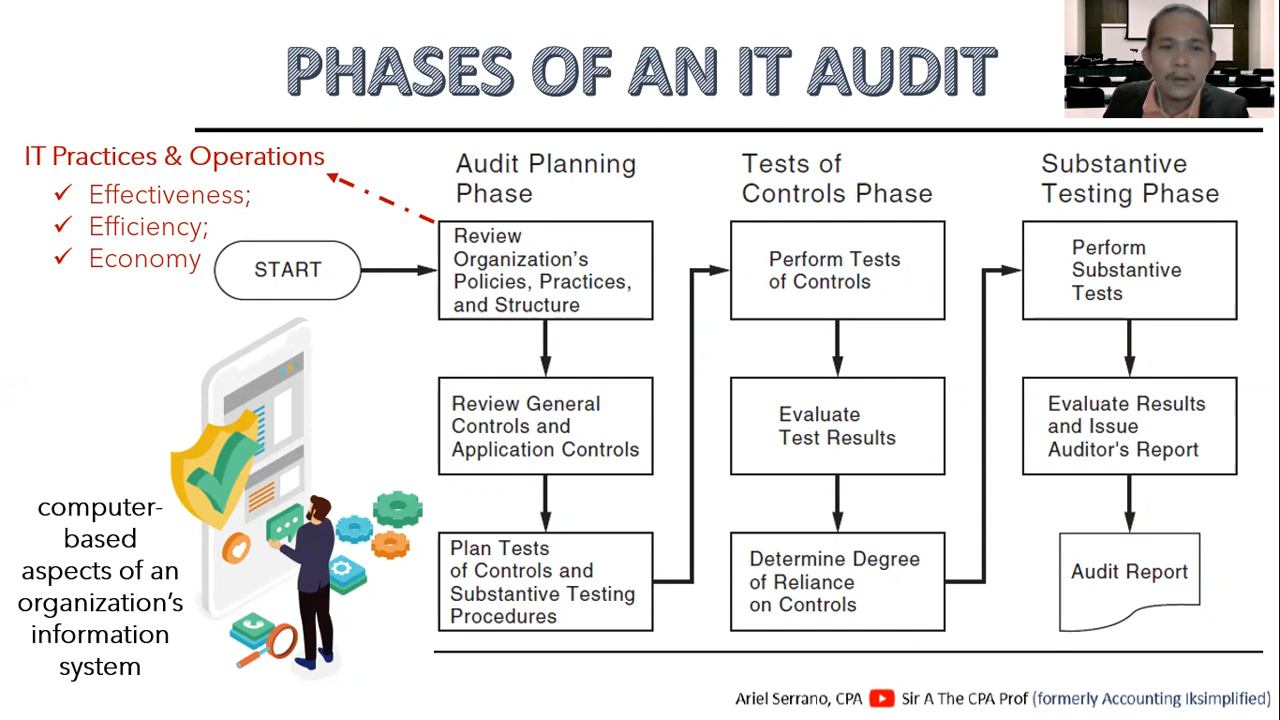 PHASES OF AN IT AUDIT
IT Practices & Operations
✓ Effectiveness;
✓ Efficiency;
✓ Economy
START
computer-
based
aspects of an
organization's
information
system
Audit Planning
Phase
Review
Organization's
Policies, Practices,
and Structure
Review General
Controls and
Application Controls
Plan Tests
of Controls and
Substantive Testing
Procedures
Tests of
Controls Phase
Perform Tests
of Controls
Evaluate
Test Results
Determine Degree
of Reliance
on Controls
Substantive
Testing Phase
Perform
Substantive
Tests
Evaluate Results
and Issue
Auditor's Report
Audit Report
Ariel Serrano, CPA Sir A The CPA Prof (formerly Accounting Iksimplified)